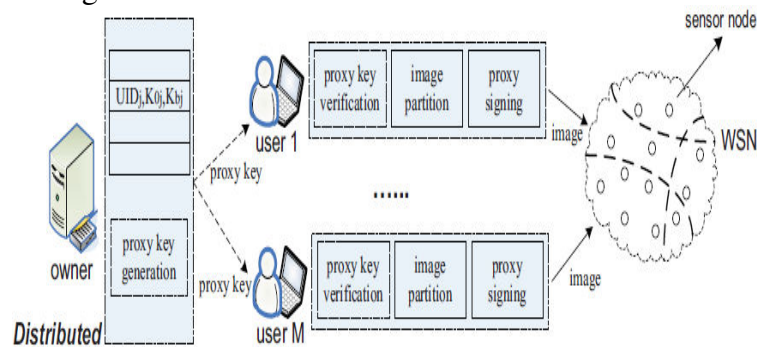 sensor node
UIDj,K0j,Kbj
proxy key
verification
image
partition
proxy
signing
user 1
image
WSN
proxy key
......
owner
proxy key
generation
proxy key
proxy key
verification
image
partition
proxy
signing
image
user M
Distributed